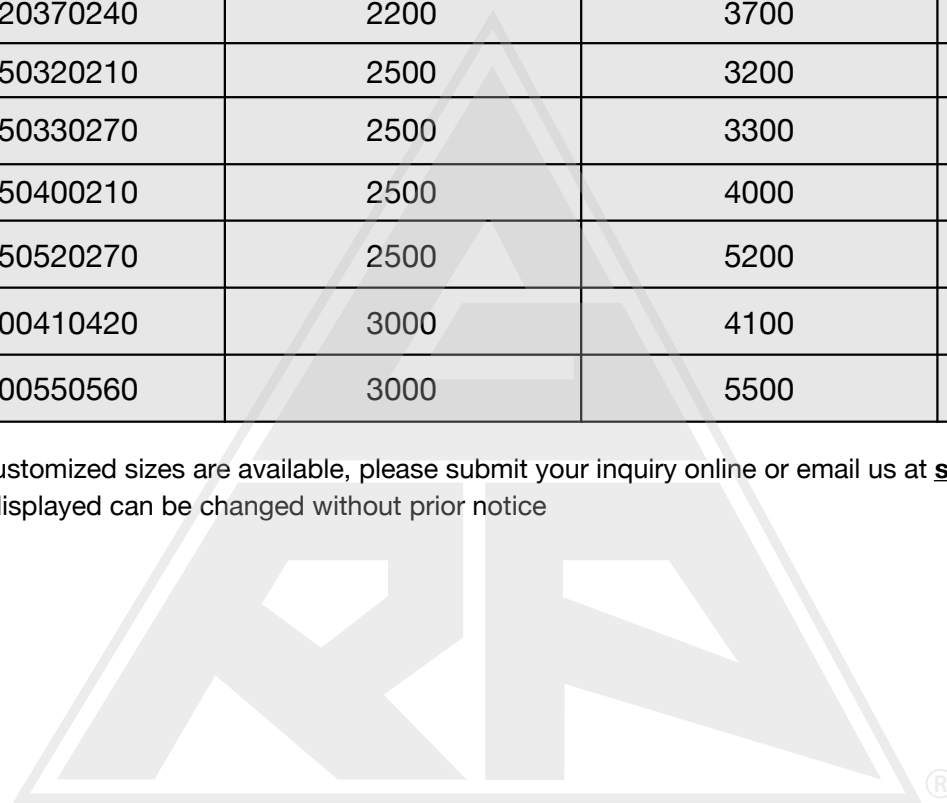 20370240 2200 3700
50320210 2500 3200
50330270 2500 3300
50400210 2500 4000
50520270 2500 5200
00410420 3000 4100
00550560 3000 5500
ustomized sizes are available, please submit your inquiry online or email us at s
displayed can be changed without prior notice
®